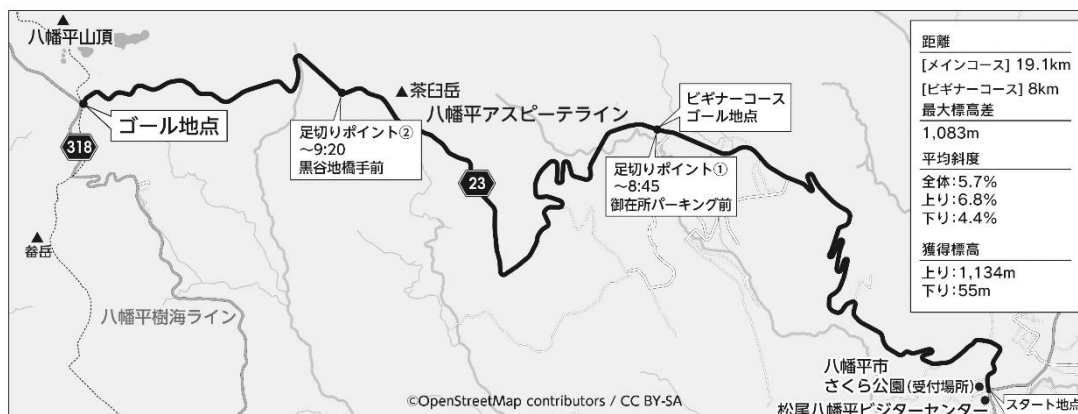 八幡平山頂
ゴール地点
318
畚岳
八幡平樹海ライン
足切りポイント②
～9:20
黒谷地橋手前
茶臼岳
八幡平アスピーテライン
23
ビギナーコース
ゴール地点
足切りポイント①
～8:45
御在所パーキング前
距離
[メインコース] 19.1km
[ビギナーコース] 8km
最大標高差
1,083m
平均斜度
全体:5.7%
上り:6.8%
下り:4.4%
獲得標高
上り:1,134m
下り:55m
八幡平市
さくら公園(受付場所)
松尾八幡平ビジターセンター
スタート地点
©OpenStreetMap contributors / CC BY-SA